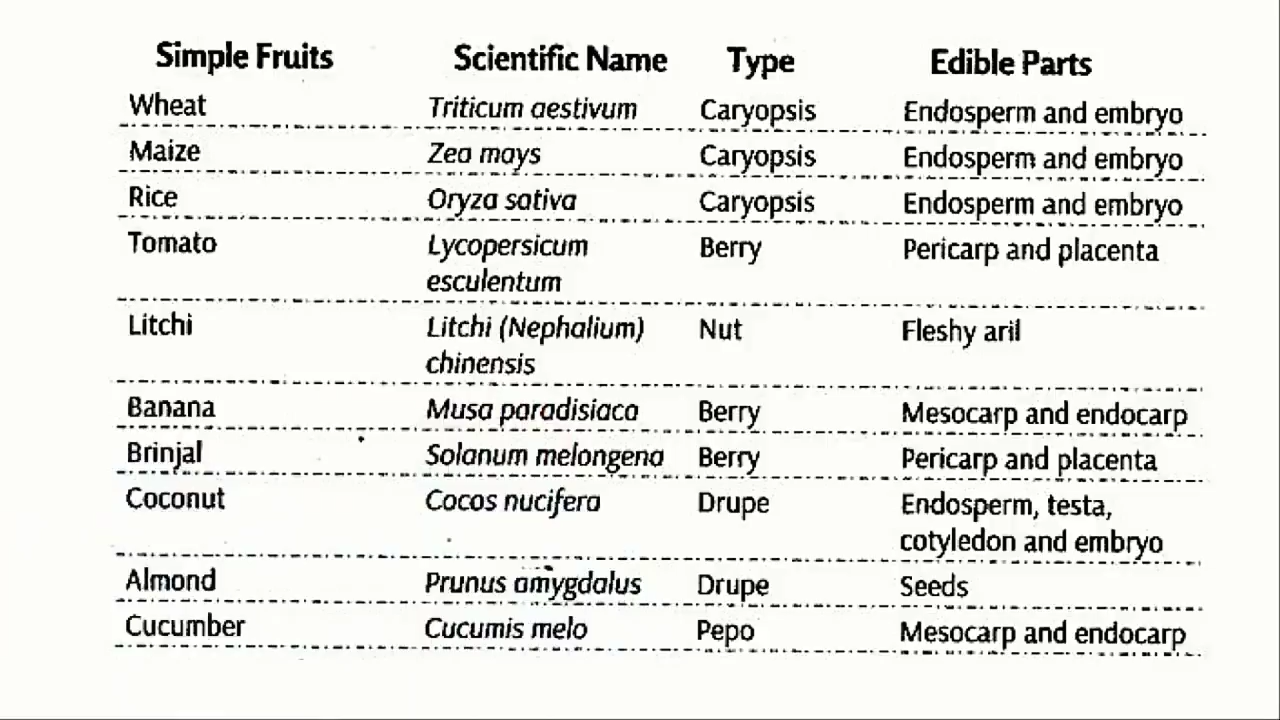 Simple Fruits Scientific Name Type Edible Parts
Wheat Triticum aestivum Caryopsis Endosperm and embryo
Maize Zea mays Caryopsis Endosperm and embryo
Rice Oryza sativa Caryopsis Endosperm and embryo
Tomato Lycopersicum Berry Pericarp and placenta
esculentum
Litchi Litchi (Nephalium) Nut Fleshy aril
chinensis
Banana Musa paradisiaca Berry Mesocarp and endocarp
Brinjal Solanum melongena Berry Pericarp and placenta
Coconut Cocos nucifera Drupe Endosperm, testa,
cotyledon and embryo
Almond Prunus amygdalus Drupe Seeds
Cucumber Cucumis melo Pepo Mesocarp and endocarp